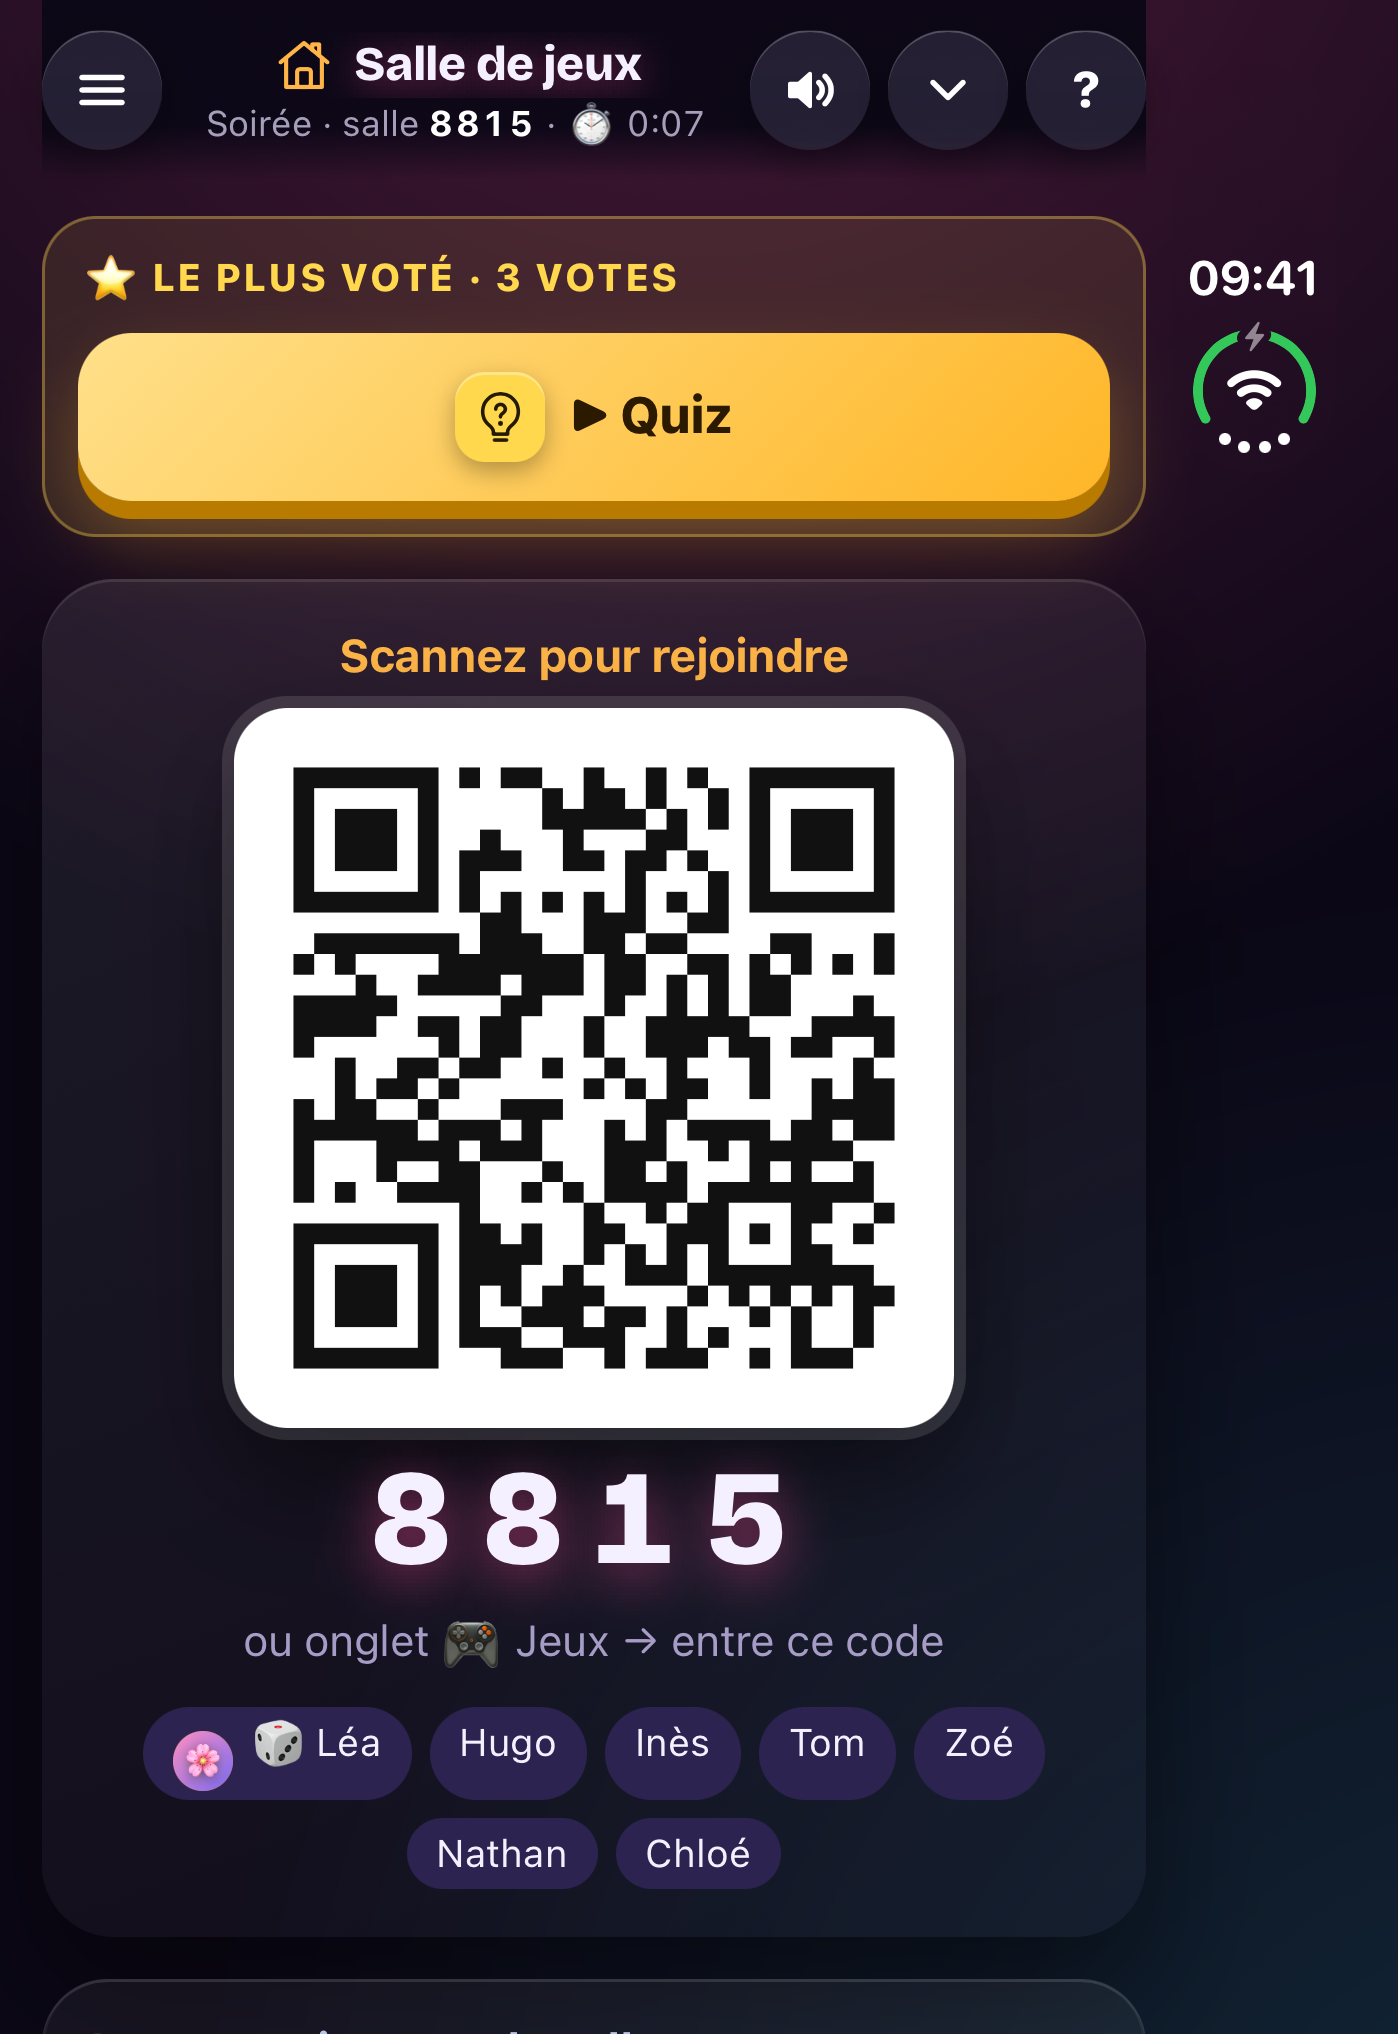 Salle de jeux
Soirée · salle 8815 · ⏱️ 0:07
?
⭐ LE PLUS VOTÉ · 3 VOTES
09:41
▶ Quiz
Scannez pour rejoindre
8815
ou onglet 🎮 Jeux → entre ce code
🌸 🎲 Léa Hugo Inès Tom Zoé
Nathan Chloé